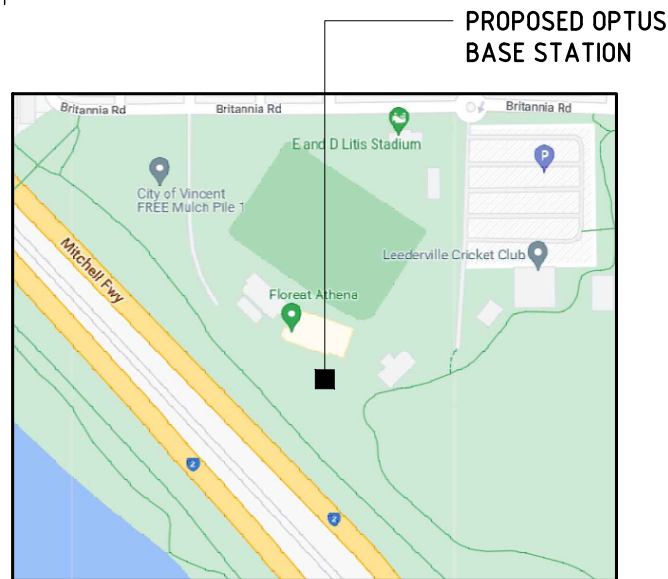 PROPOSED OPTUS
BASE STATION
Britannia Rd
Britannia Rd
Britannia Rd
E and D Litis Stadium
P
City of Vincent
FREE Mulch Pile 1
Leederville Cricket Club
Mitchell Fwy
Floreat Athena
2
2